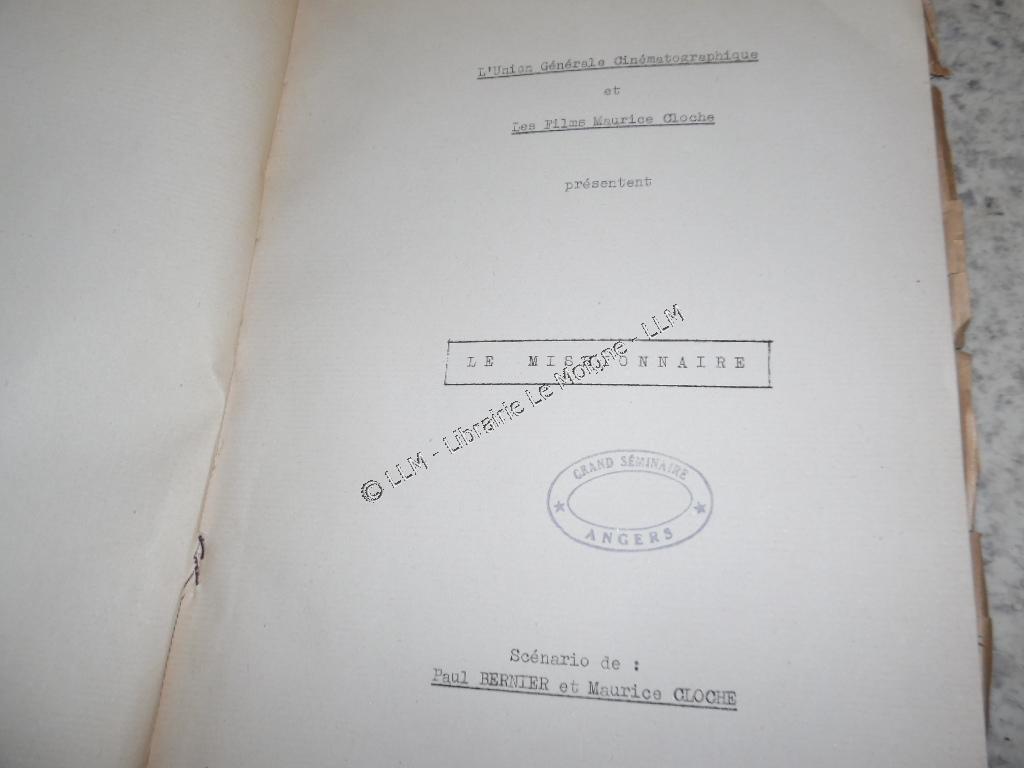 L'Union Générale Cinématographique
et
Les Films Maurice Cloche
présentent
LE MISSIONNAIRE
© LLM - Librairie Le Moigne - LLM
GRAND SÉMINAIRE
ANGERS
Scénario de :
Paul BERNIER et Maurice CLOCHE